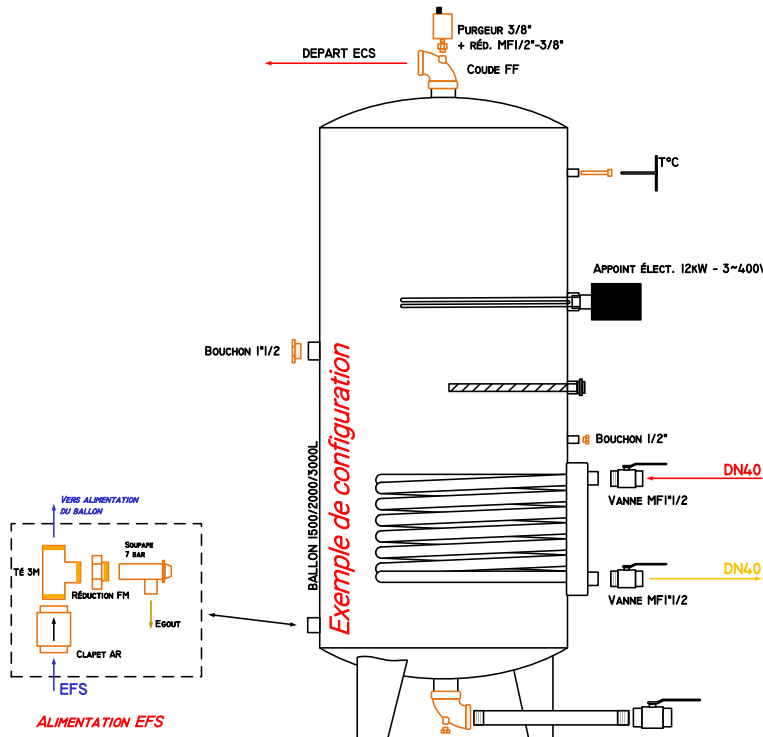 PURGEUR 3/8"
+ RÉD. MF1/2"-3/8"
DEPART ECS
COUDE FF
T°C
APPOINT ÉLECT. 12KW - 3~400V
BOUCHON 1"1/2
Exemple de configuration
BALLON 1500/2000/3000L
BOUCHON 1/2"
DN40
VANNE MF1"1/2
DN40
VANNE MF1"1/2
VERS ALIMENTATION
DU BALLON
SOUPAPE
7 BAR
TÉ 3M
RÉDUCTION FM
EGOUT
CLAPET AR
EFS
ALIMENTATION EFS